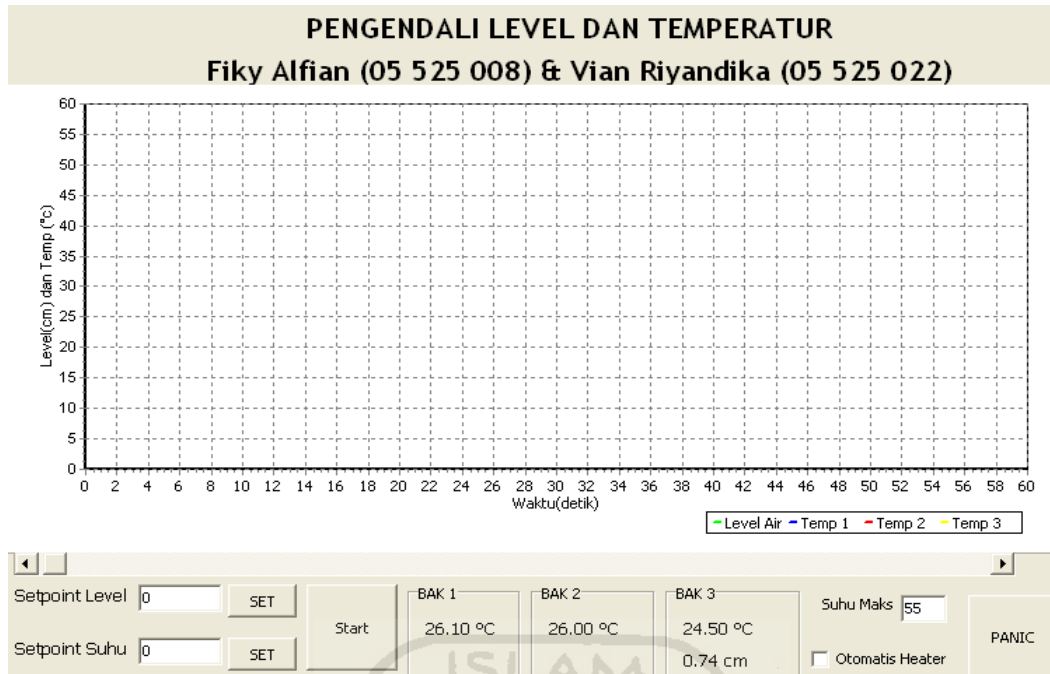 PENGENDALI LEVEL DAN TEMPERATUR
Fiky Alfian (05 525 008) & Vian Riyandika (05 525 022)
60
55
50
45
40
35
30
25
20
15
10
5
0
Level(cm) dan Temp (°c)
0 2 4 6 8 10 12 14 16 18 20 22 24 26 28 30 32 34 36 38 40 42 44 46 48 50 52 54 56 58 60
Waktu(detik)
Level Air Temp 1 Temp 2 Temp 3
Setpoint Level 0 SET
Setpoint Suhu 0 SET
Start
BAK 1
26.10 ºC
BAK 2
26.00 ºC
BAK 3
24.50 ºC
0.74 cm
Suhu Maks 55
Otomatis Heater
PANIC
ISLAM